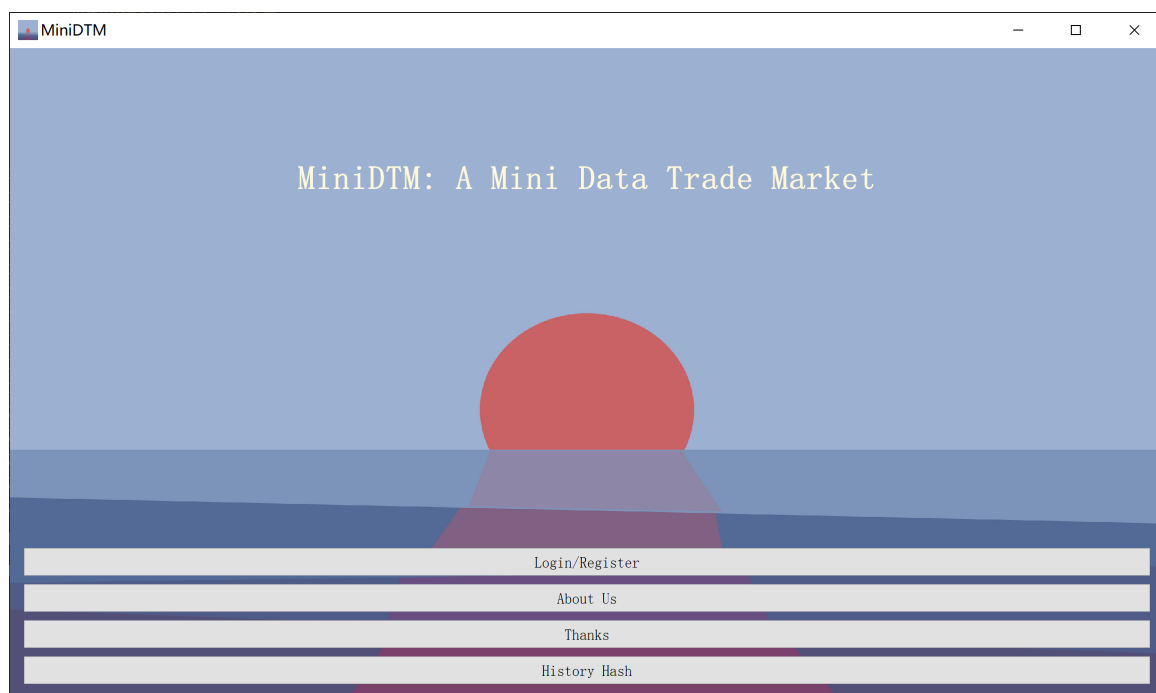 MiniDTM
MiniDTM: A Mini Data Trade Market
Login/Register
About Us
Thanks
History Hash